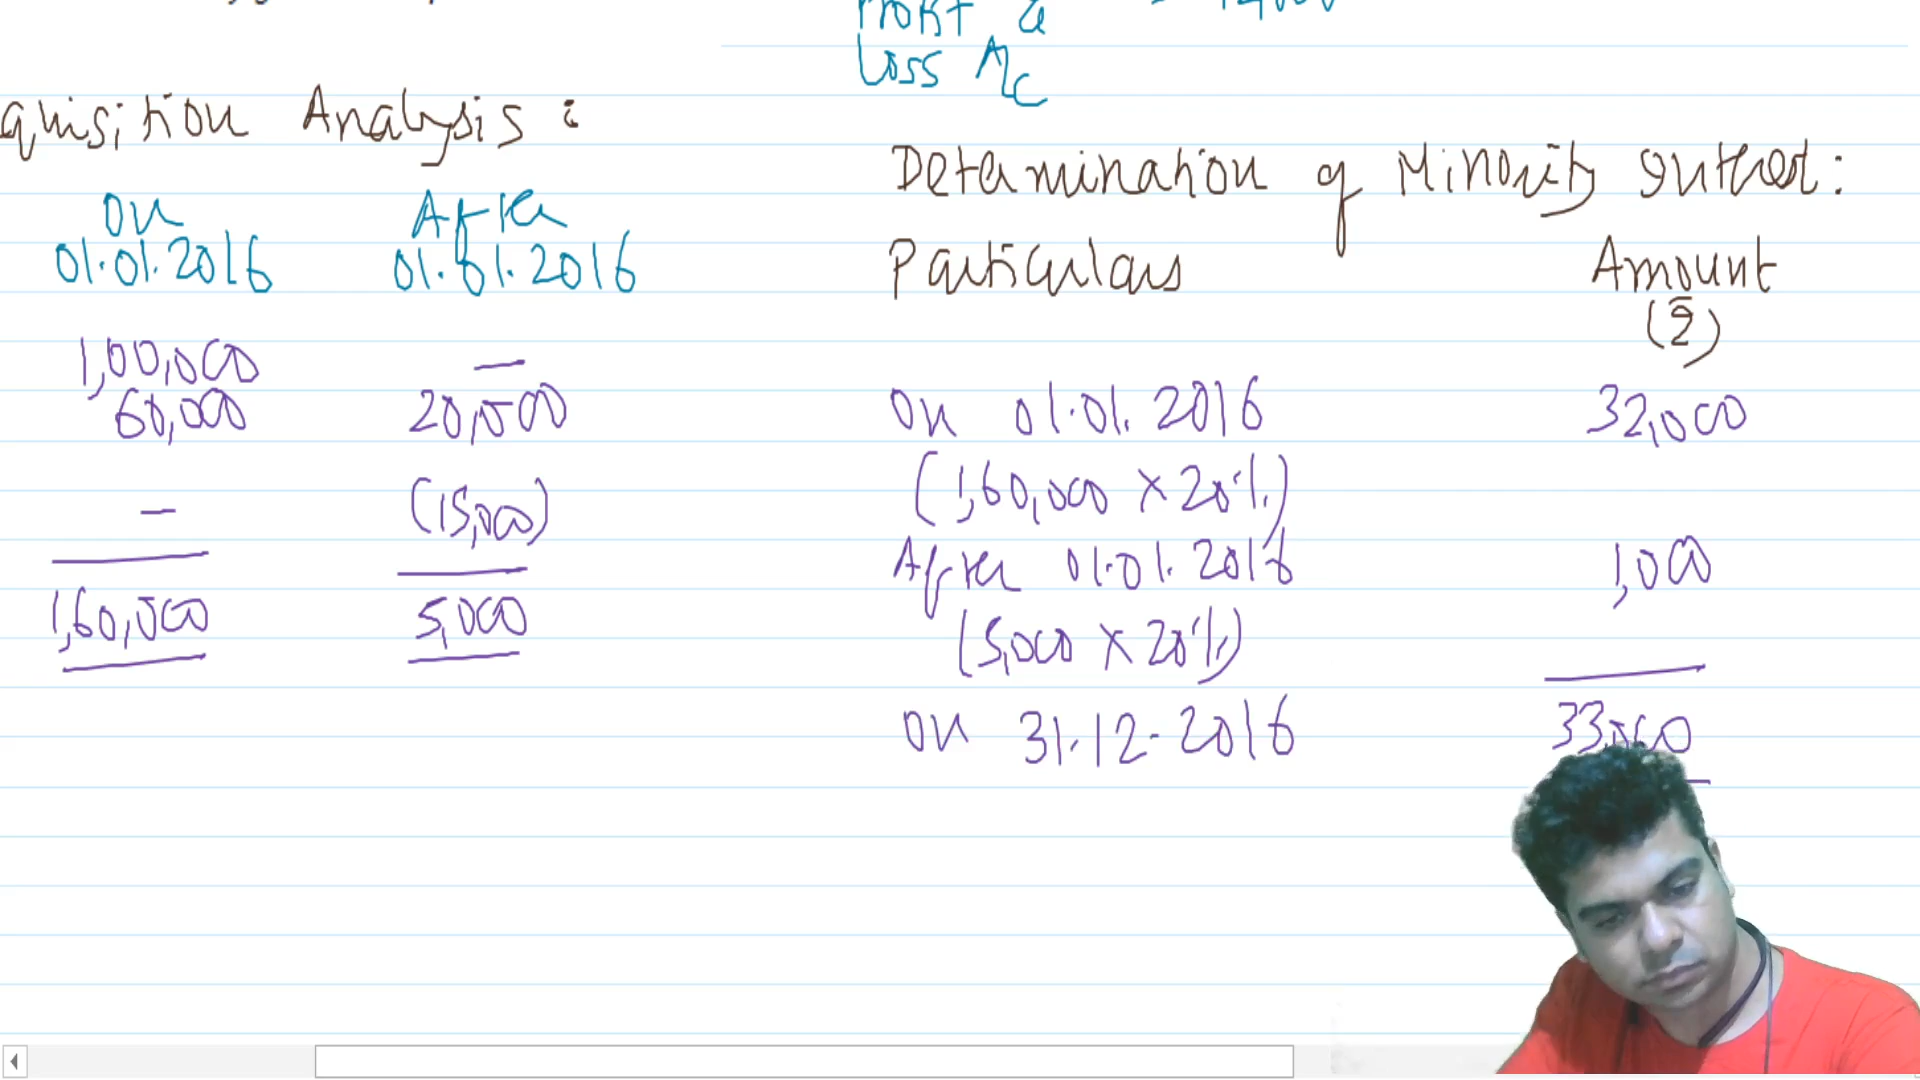 Profit &
Loss A/c
quisition Analysis :
On
01.01.2016
After
01.01.2016
1,00,000
—
60,000
20,000
—
(15,000)
1,60,000
5,000
Determination of Minority Interest :
Particulars
Amount
(₹)
On 01.01.2016
32,000
(1,60,000 × 20%)
After 01.01.2016
1,000
(5,000 × 20%)
On 31.12.2016
33,000